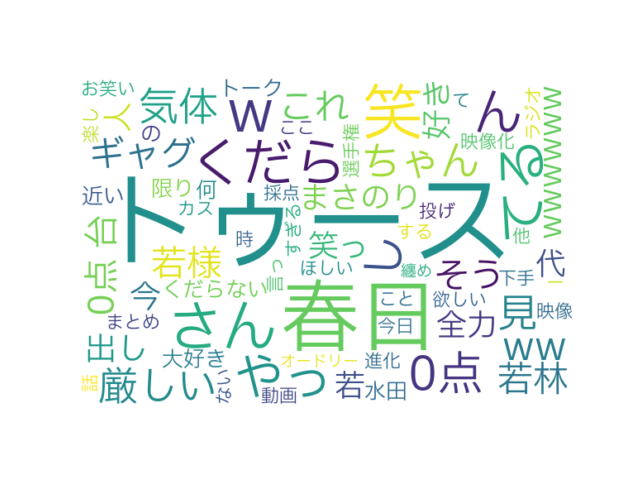 お笑い
トーク
楽し
人
気体
w
これ
笑
好き
て
ん
ラジオ
wwwwwww
の
ここ
選手権
映像化
ギャグ
くだら
ちゃん
てる
近い
限り
何
カス
採点
まさのり
投げ
する
他
トゥース
0点
台
若様
時
すぎる
笑っ
し
そう
代
今
くだらない
言っ
ほしい
纏め
下手
ー
まとめ
さん
春日
こと
欲しい
見
映像
今日
全力
ww
出し
大好き
オードリー
進化
0点
若林
話
厳しい
やっ
動画
若
水田